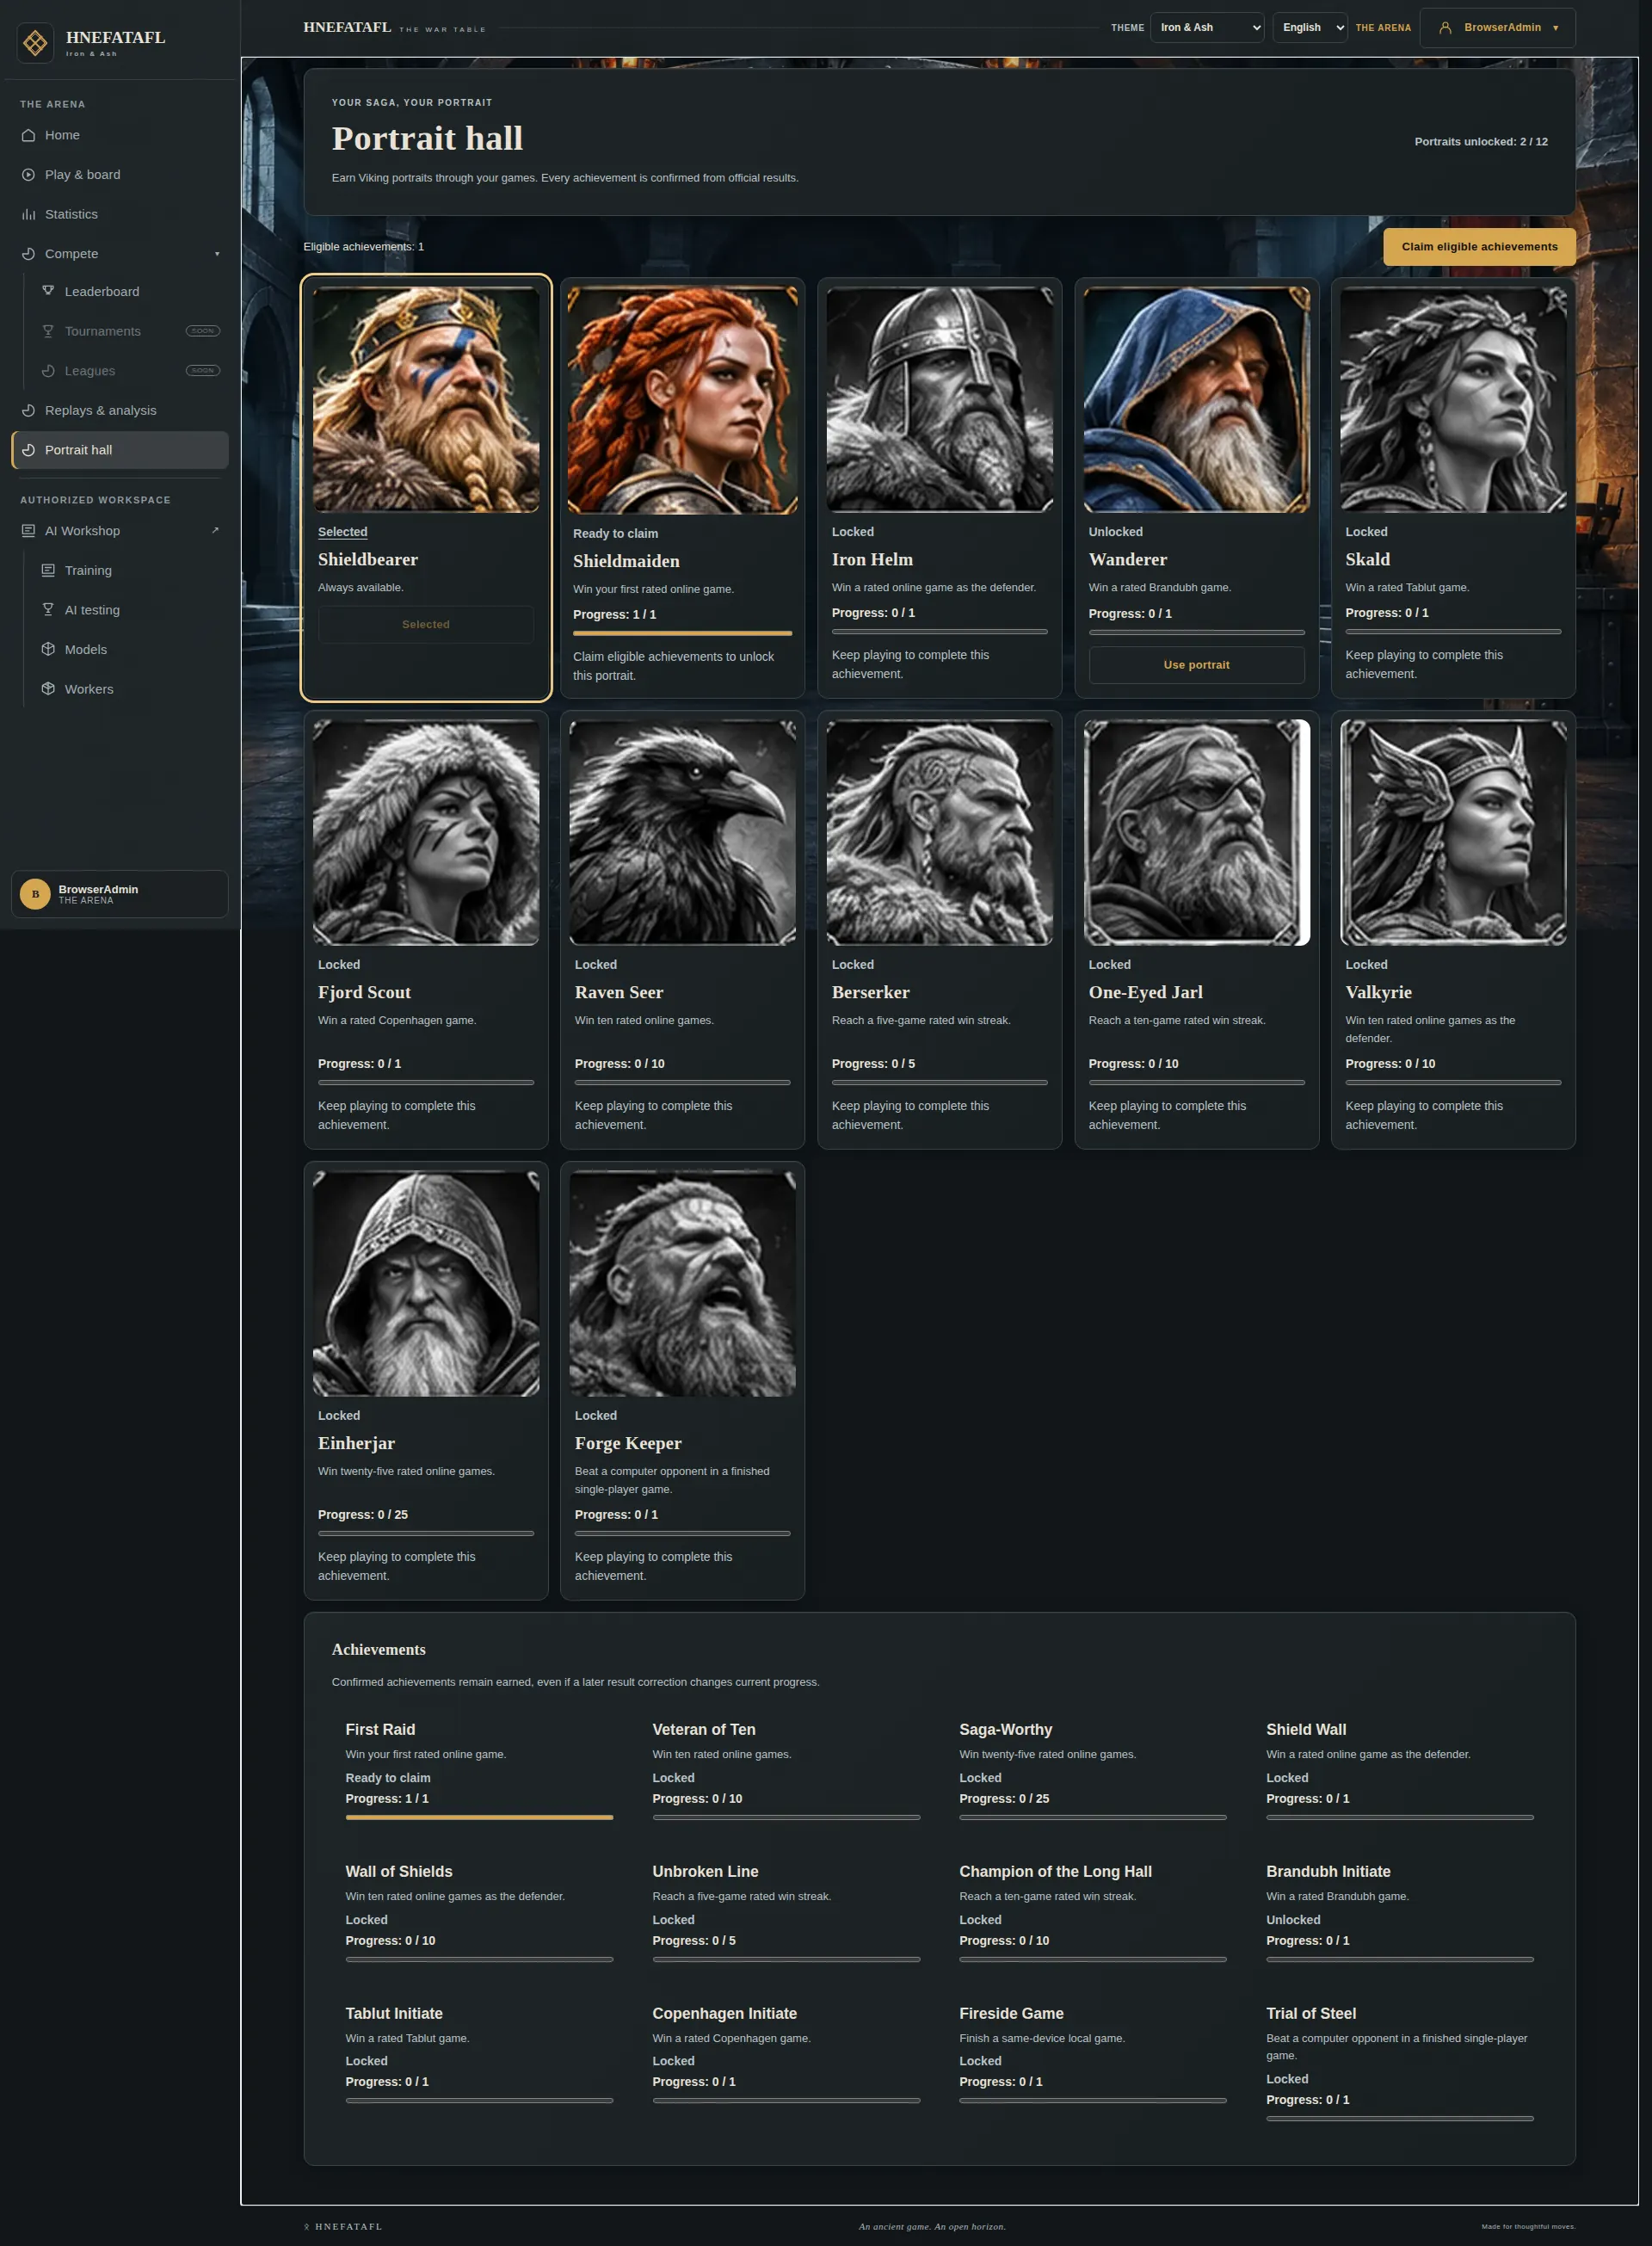 HNEFATAFL
Iron & Ash
THE ARENA
Home
Play & board
Statistics
Compete
Leaderboard
Tournaments SOON
Leagues SOON
Replays & analysis
Portrait hall
AUTHORIZED WORKSPACE
AI Workshop
Training
AI testing
Models
Workers
B
BrowserAdmin
THE ARENA
HNEFATAFL THE WAR TABLE
THEME Iron & Ash English THE ARENA BrowserAdmin
YOUR SAGA, YOUR PORTRAIT
Portrait hall
Portraits unlocked: 2 / 12
Earn Viking portraits through your games. Every achievement is confirmed from official results.
Eligible achievements: 1
Claim eligible achievements
Selected
Shieldbearer
Always available.
Selected
Ready to claim
Shieldmaiden
Win your first rated online game.
Progress: 1 / 1
Claim eligible achievements to unlock
this portrait.
Locked
Iron Helm
Win a rated online game as the defender.
Progress: 0 / 1
Keep playing to complete this
achievement.
Unlocked
Wanderer
Win a rated Brandubh game.
Progress: 0 / 1
Use portrait
Locked
Skald
Win a rated Tablut game.
Progress: 0 / 1
Keep playing to complete this
achievement.
Locked
Fjord Scout
Win a rated Copenhagen game.
Progress: 0 / 1
Keep playing to complete this
achievement.
Locked
Raven Seer
Win ten rated online games.
Progress: 0 / 10
Keep playing to complete this
achievement.
Locked
Berserker
Reach a five-game rated win streak.
Progress: 0 / 5
Keep playing to complete this
achievement.
Locked
One-Eyed Jarl
Reach a ten-game rated win streak.
Progress: 0 / 10
Keep playing to complete this
achievement.
Locked
Valkyrie
Win ten rated online games as the
defender.
Progress: 0 / 10
Keep playing to complete this
achievement.
Locked
Einherjar
Win twenty-five rated online games.
Progress: 0 / 25
Keep playing to complete this
achievement.
Locked
Forge Keeper
Beat a computer opponent in a finished
single-player game.
Progress: 0 / 1
Keep playing to complete this
achievement.
Achievements
Confirmed achievements remain earned, even if a later result correction changes current progress.
First Raid
Win your first rated online game.
Ready to claim
Progress: 1 / 1
Veteran of Ten
Win ten rated online games.
Locked
Progress: 0 / 10
Saga-Worthy
Win twenty-five rated online games.
Locked
Progress: 0 / 25
Shield Wall
Win a rated online game as the defender.
Locked
Progress: 0 / 1
Wall of Shields
Win ten rated online games as the defender.
Locked
Progress: 0 / 10
Unbroken Line
Reach a five-game rated win streak.
Locked
Progress: 0 / 5
Champion of the Long Hall
Reach a ten-game rated win streak.
Locked
Progress: 0 / 10
Brandubh Initiate
Win a rated Brandubh game.
Unlocked
Progress: 0 / 1
Tablut Initiate
Win a rated Tablut game.
Locked
Progress: 0 / 1
Copenhagen Initiate
Win a rated Copenhagen game.
Locked
Progress: 0 / 1
Fireside Game
Finish a same-device local game.
Locked
Progress: 0 / 1
Trial of Steel
Beat a computer opponent in a finished single-player
game.
Locked
Progress: 0 / 1
ᛟ HNEFATAFL
An ancient game. An open horizon.
Made for thoughtful moves.